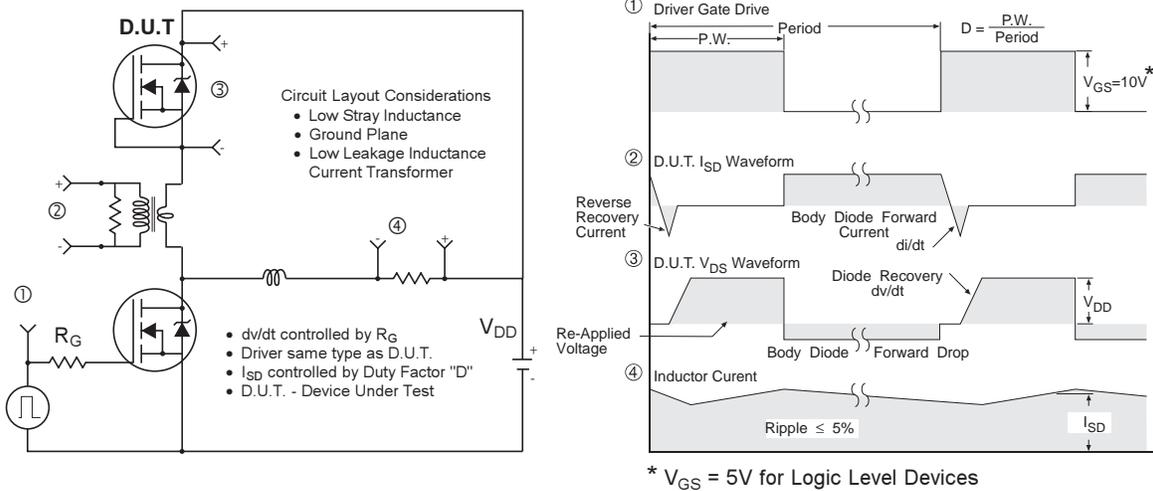 D.U.T
+
③
-
Circuit Layout Considerations
• Low Stray Inductance
• Ground Plane
• Low Leakage Inductance
Current Transformer
+
②
-
④
-
+
①
R_G
• dv/dt controlled by R_G
• Driver same type as D.U.T.
• I_SD controlled by Duty Factor "D"
• D.U.T. - Device Under Test
V_DD
+
-
① Driver Gate Drive
P.W.
Period
D = P.W. / Period
V_GS=10V*
② D.U.T. I_SD Waveform
Reverse
Recovery
Current
Body Diode Forward
Current
di/dt
③ D.U.T. V_DS Waveform
Diode Recovery
dv/dt
V_DD
Re-Applied
Voltage
Body Diode Forward Drop
④ Inductor Curent
Ripple ≤ 5%
I_SD
* V_GS = 5V for Logic Level Devices